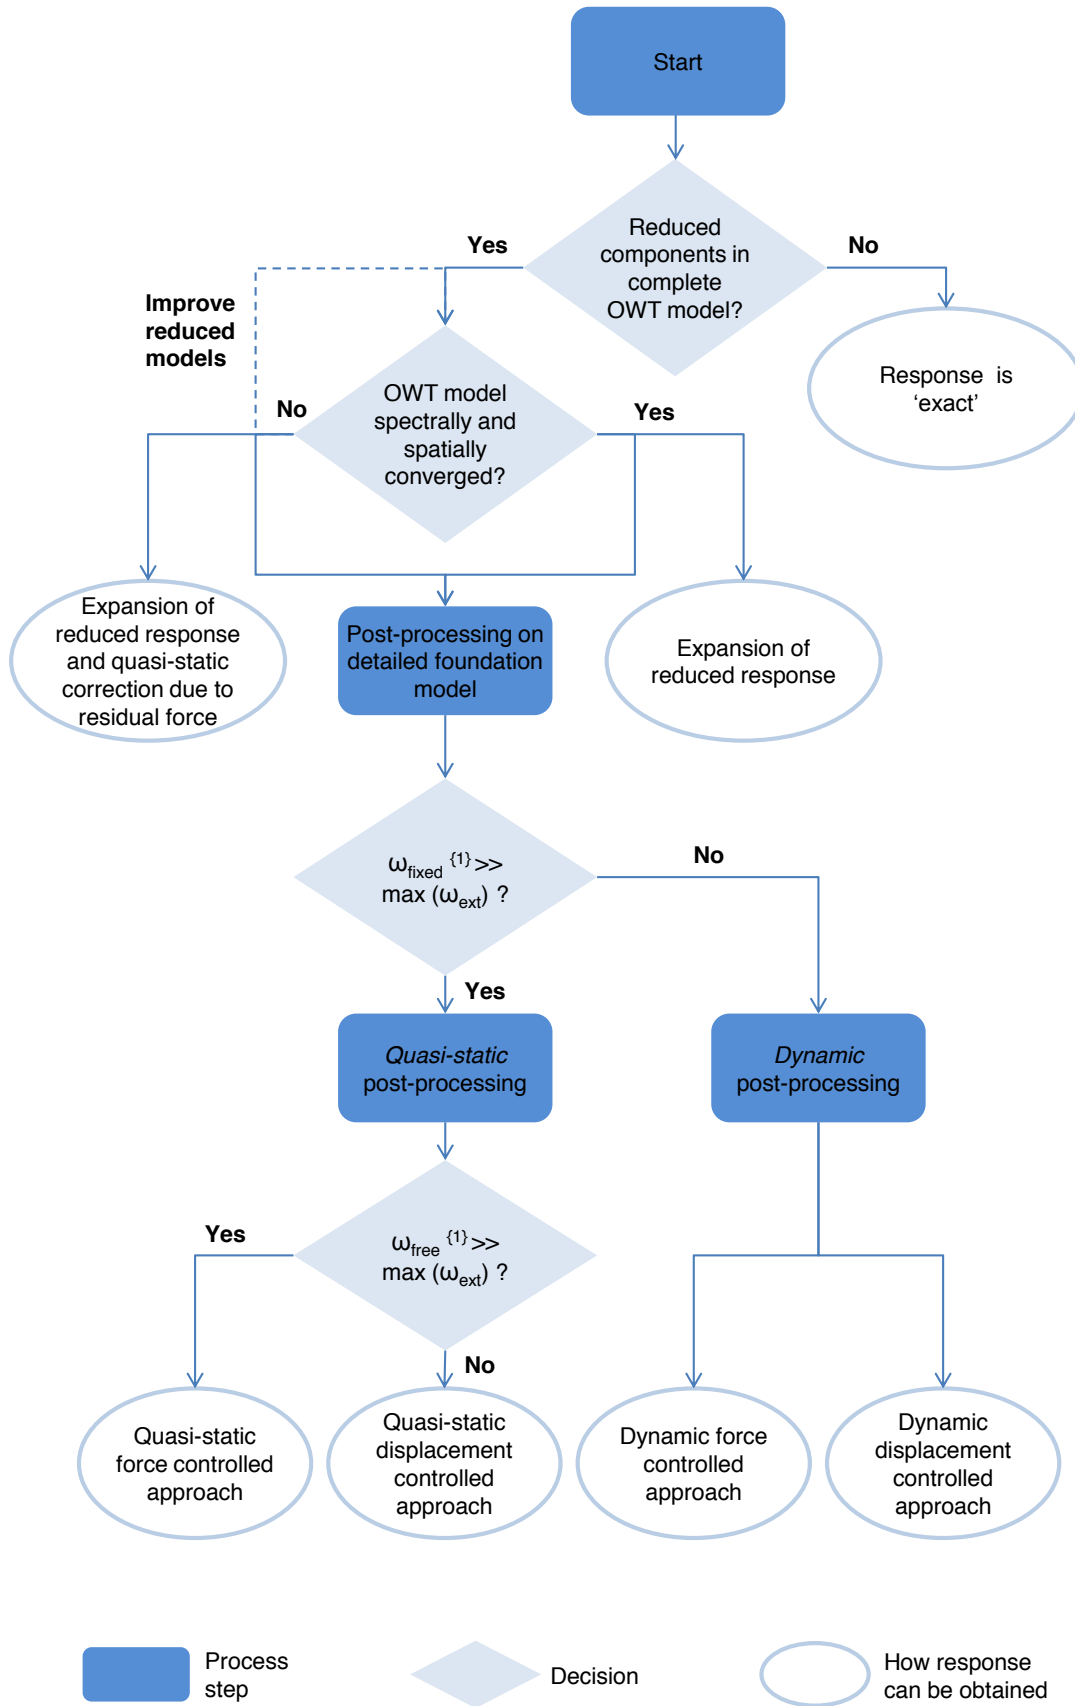 Start
Reduced
components in
complete
OWT model?
Yes
No
Improve
reduced
models
Response is
‘exact’
OWT model
spectrally and
spatially
converged?
No
Yes
Expansion of
reduced response
and quasi-static
correction due to
residual force
Post-processing on
detailed foundation
model
Expansion of
reduced response
ω_fixed ^{1} >>
max (ω_ext) ?
No
Yes
Quasi-static
post-processing
Dynamic
post-processing
ω_free ^{1} >>
max (ω_ext) ?
Yes
No
Quasi-static
force controlled
approach
Quasi-static
displacement
controlled
approach
Dynamic force
controlled
approach
Dynamic
displacement
controlled
approach
Process
step
Decision
How response
can be obtained